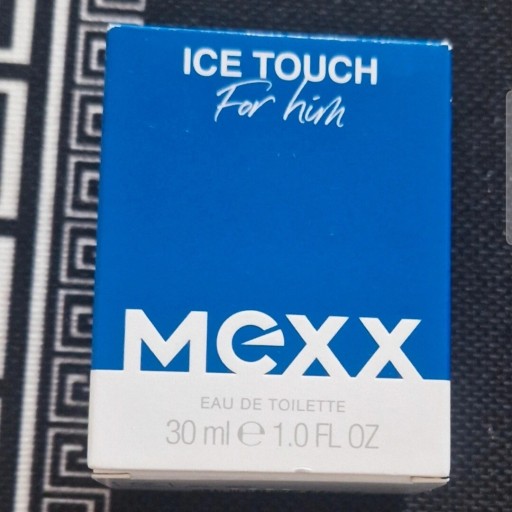 ICE TOUCH
For him
MEXX
EAU DE TOILETTE
30 ml ℮ 1.0 FL OZ